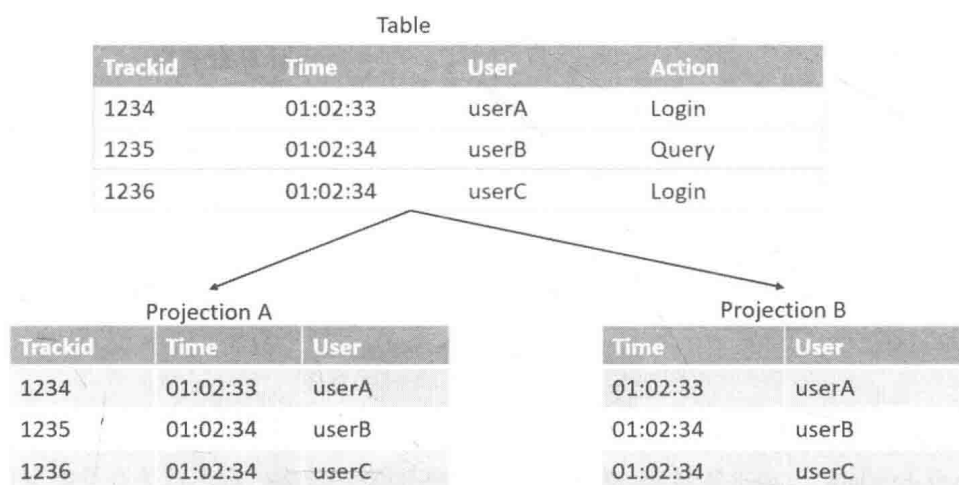 Table
Trackid Time User Action
1234 01:02:33 userA Login
1235 01:02:34 userB Query
1236 01:02:34 userC Login
Projection A
Trackid Time User
1234 01:02:33 userA
1235 01:02:34 userB
1236 01:02:34 userC
Projection B
Time User
01:02:33 userA
01:02:34 userB
01:02:34 userC